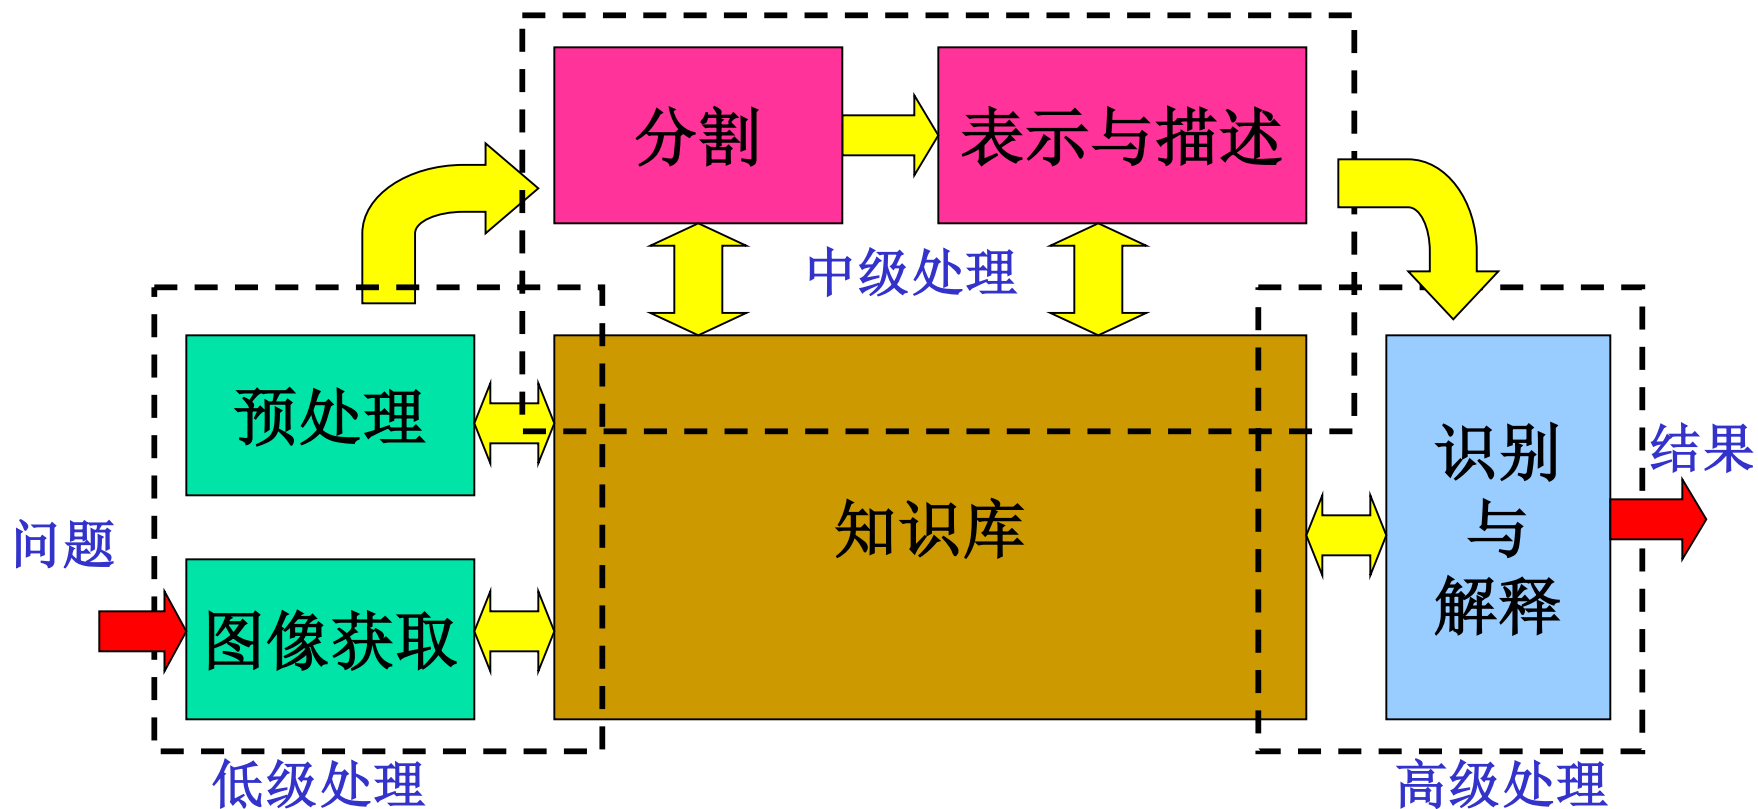 分割
表示与描述
中级处理
预处理
知识库
识别
与
解释
结果
问题
图像获取
低级处理
高级处理